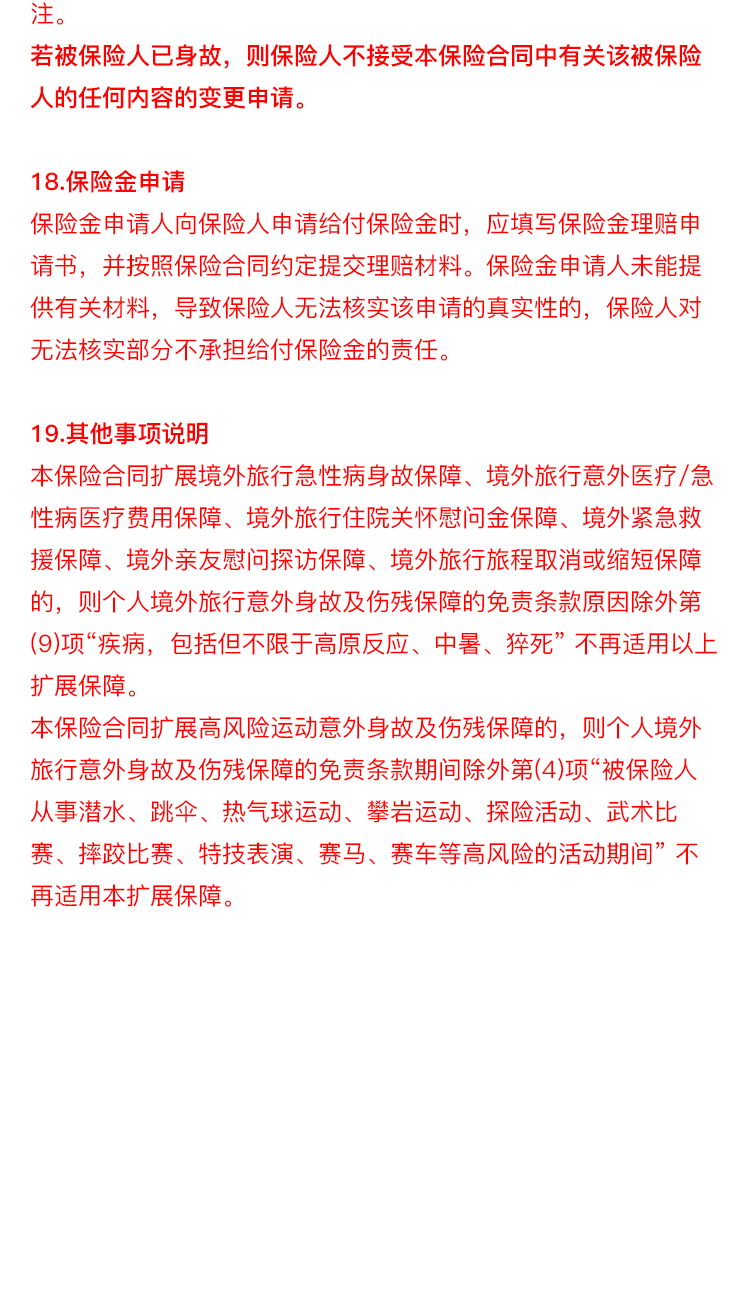 注。
若被保险人已身故，则保险人不接受本保险合同中有关该被保险
人的任何内容的变更申请。
18.保险金申请
保险金申请人向保险人申请给付保险金时，应填写保险金理赔申
请书，并按照保险合同约定提交理赔材料。保险金申请人未能提
供有关材料，导致保险人无法核实该申请的真实性的，保险人对
无法核实部分不承担给付保险金的责任。
19.其他事项说明
本保险合同扩展境外旅行急性病身故保障、境外旅行意外医疗/急
性病医疗费用保障、境外旅行住院关怀慰问金保障、境外紧急救
援保障、境外亲友慰问探访保障、境外旅行旅程取消或缩短保障
的，则个人境外旅行意外身故及伤残保障的免责条款原因除外第
(9)项“疾病，包括但不限于高原反应、中暑、猝死” 不再适用以上
扩展保障。
本保险合同扩展高风险运动意外身故及伤残保障的，则个人境外
旅行意外身故及伤残保障的免责条款期间除外第(4)项“被保险人
从事潜水、跳伞、热气球运动、攀岩运动、探险活动、武术比
赛、摔跤比赛、特技表演、赛马、赛车等高风险的活动期间” 不
再适用本扩展保障。